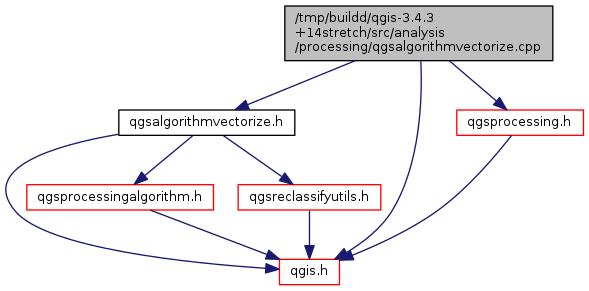 /tmp/buildd/qgis-3.4.3
+14stretch/src/analysis
/processing/qgsalgorithmvectorize.cpp
qgsalgorithmvectorize.h
qgsprocessing.h
qgsprocessingalgorithm.h
qgsreclassifyutils.h
qgis.h